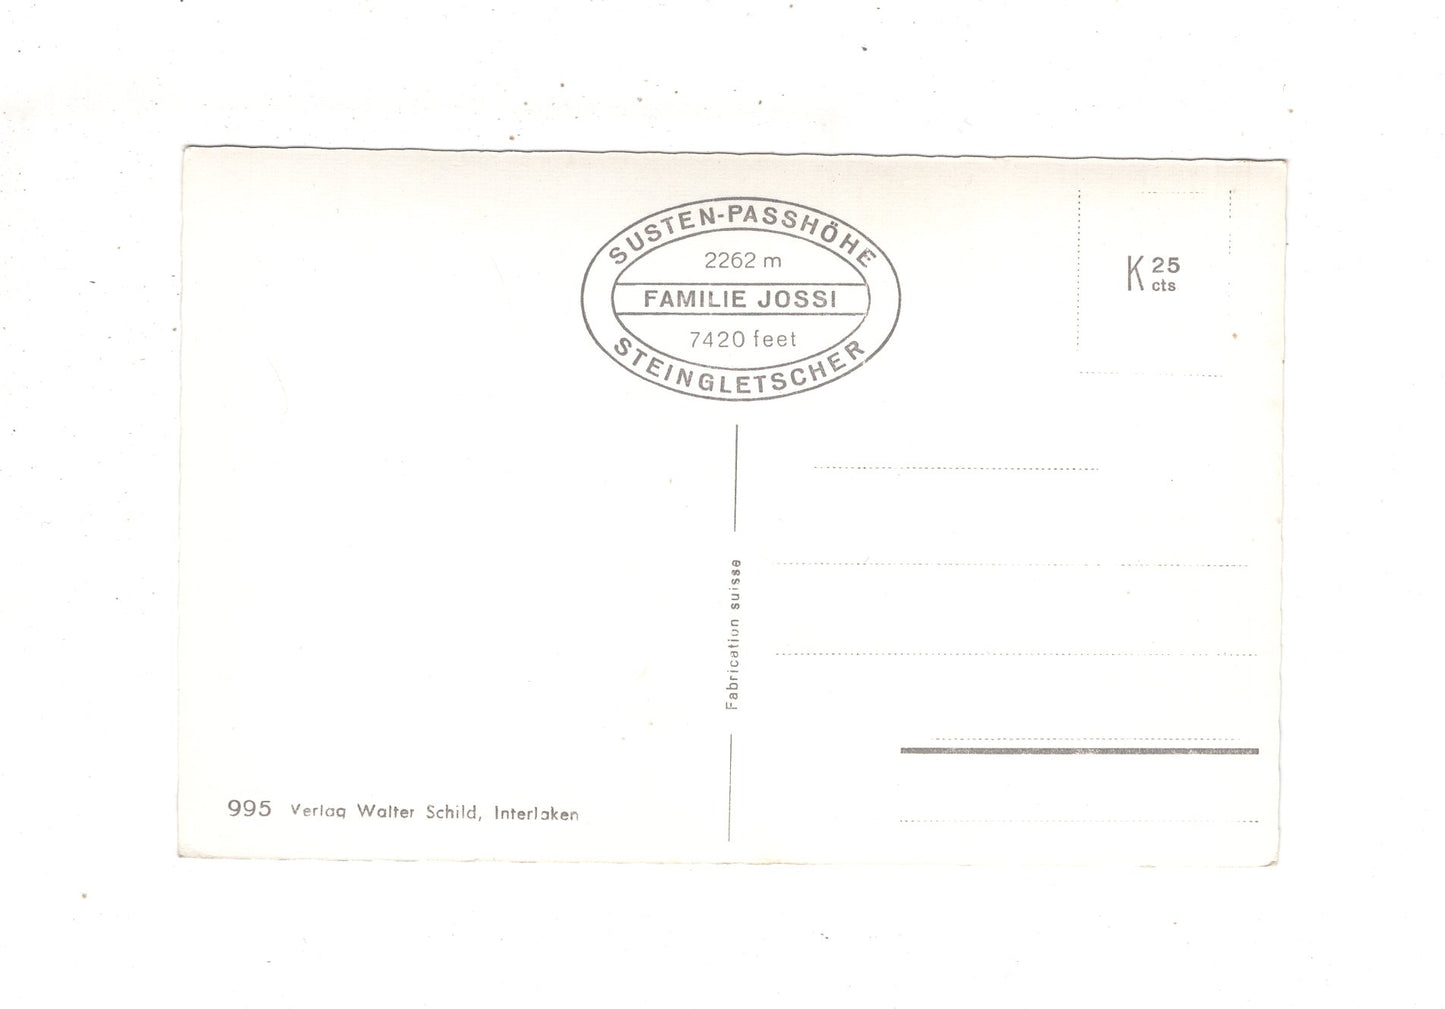 SUSTEN-PASSHÖHE
2262 m
FAMILIE JOSSI
7420 feet
STEINGLETSCHER
K 25
cts
Fabrication suisse
995 Verlag Walter Schild, Interlaken